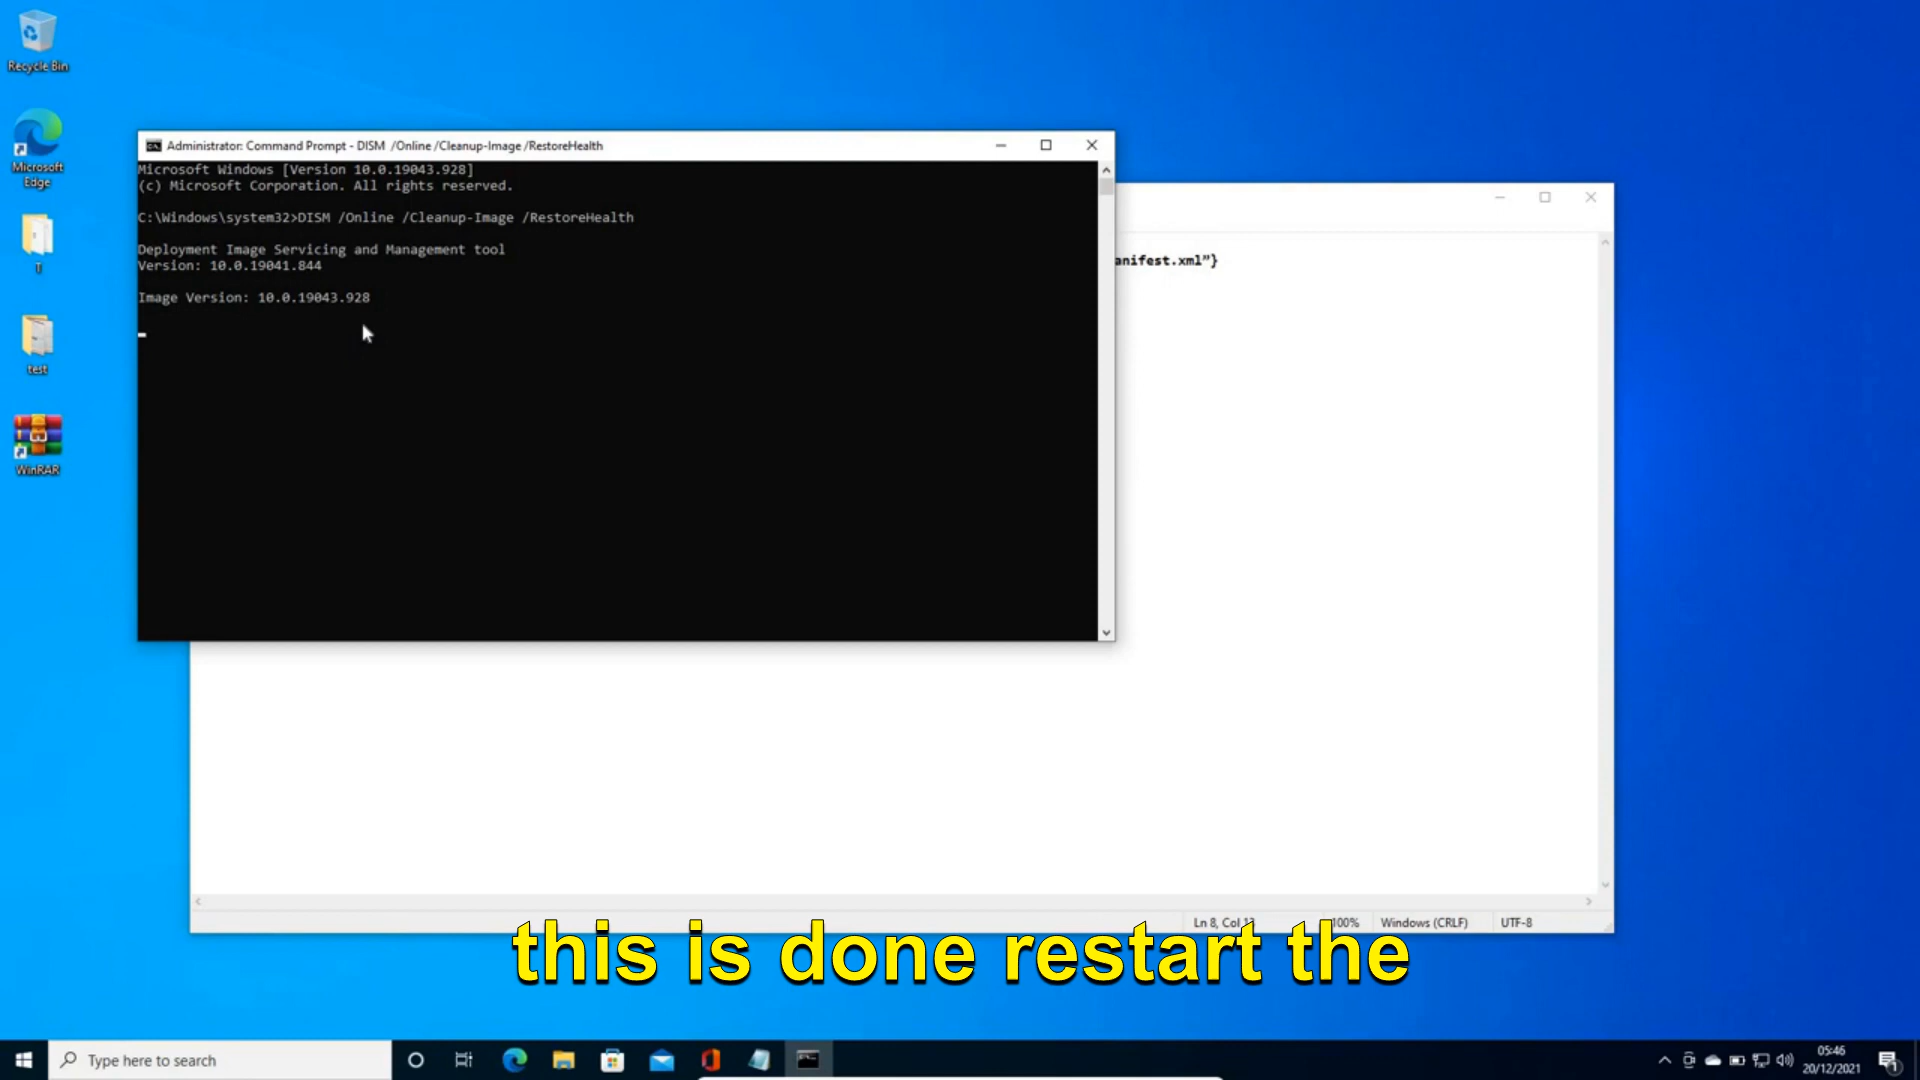 Recycle Bin
Microsoft
Edge
test
WinRAR
Administrator: Command Prompt - DISM /Online /Cleanup-Image /RestoreHealth
Microsoft Windows [Version 10.0.19043.928]
(c) Microsoft Corporation. All rights reserved.
C:\Windows\system32>DISM /Online /Cleanup-Image /RestoreHealth
Deployment Image Servicing and Management tool
Version: 10.0.19041.844
Image Version: 10.0.19043.928
anifest.xml"}
Ln 8, Col 13
100%
Windows (CRLF)
UTF-8
this is done restart the
Type here to search
05:46
20/12/2021
1